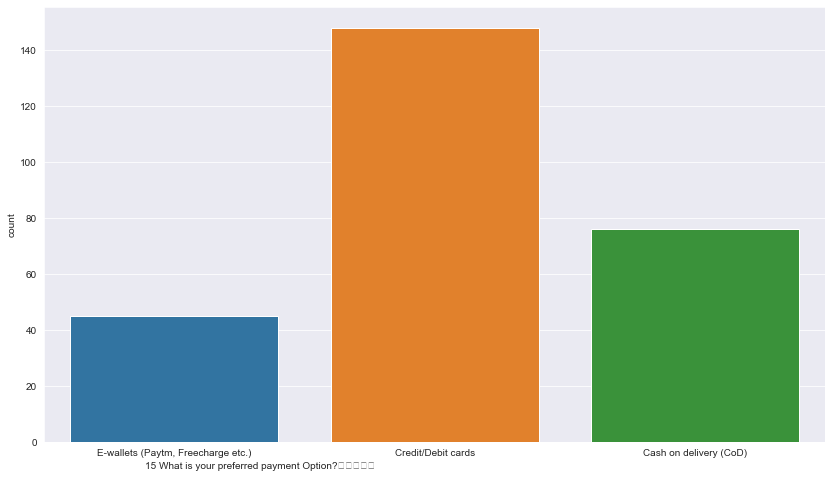 140
120
100
80
60
40
20
0
count
E-wallets (Paytm, Freecharge etc.)
Credit/Debit cards
Cash on delivery (CoD)
15 What is your preferred payment Option?